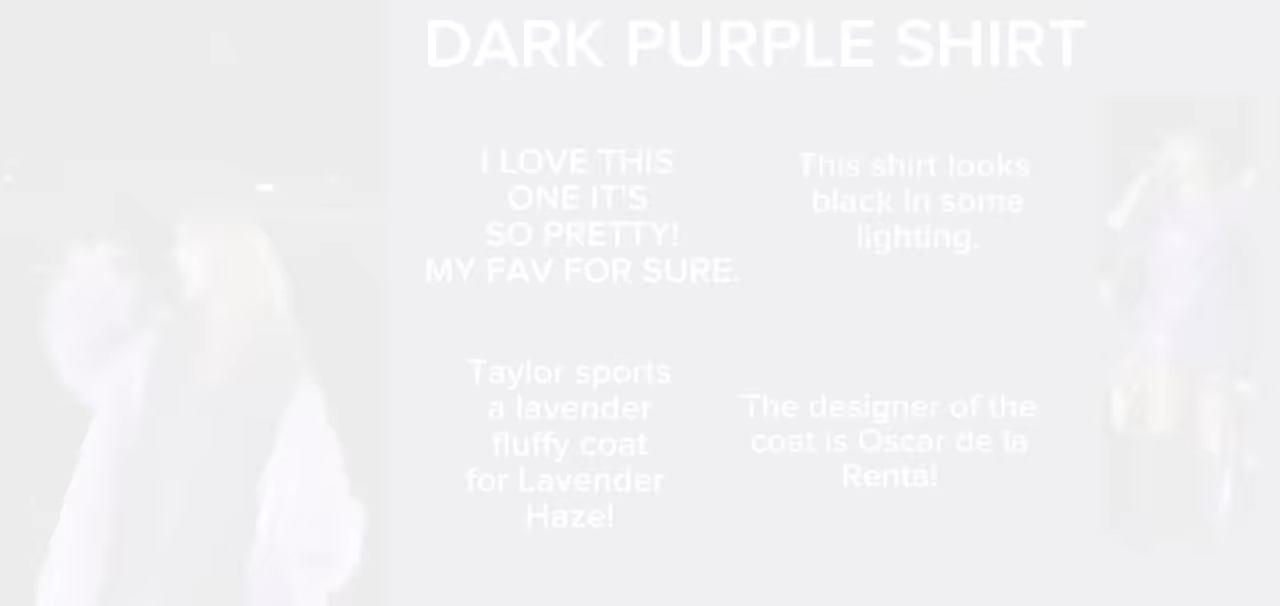 DARK PURPLE SHIRT
I LOVE THIS
ONE IT'S
SO PRETTY!
MY FAV FOR SURE.
This shirt looks
black in some
lighting.
Taylor sports
a lavender
fluffy coat
for Lavender
Haze!
The designer of the
coat is Oscar de la
Renta!